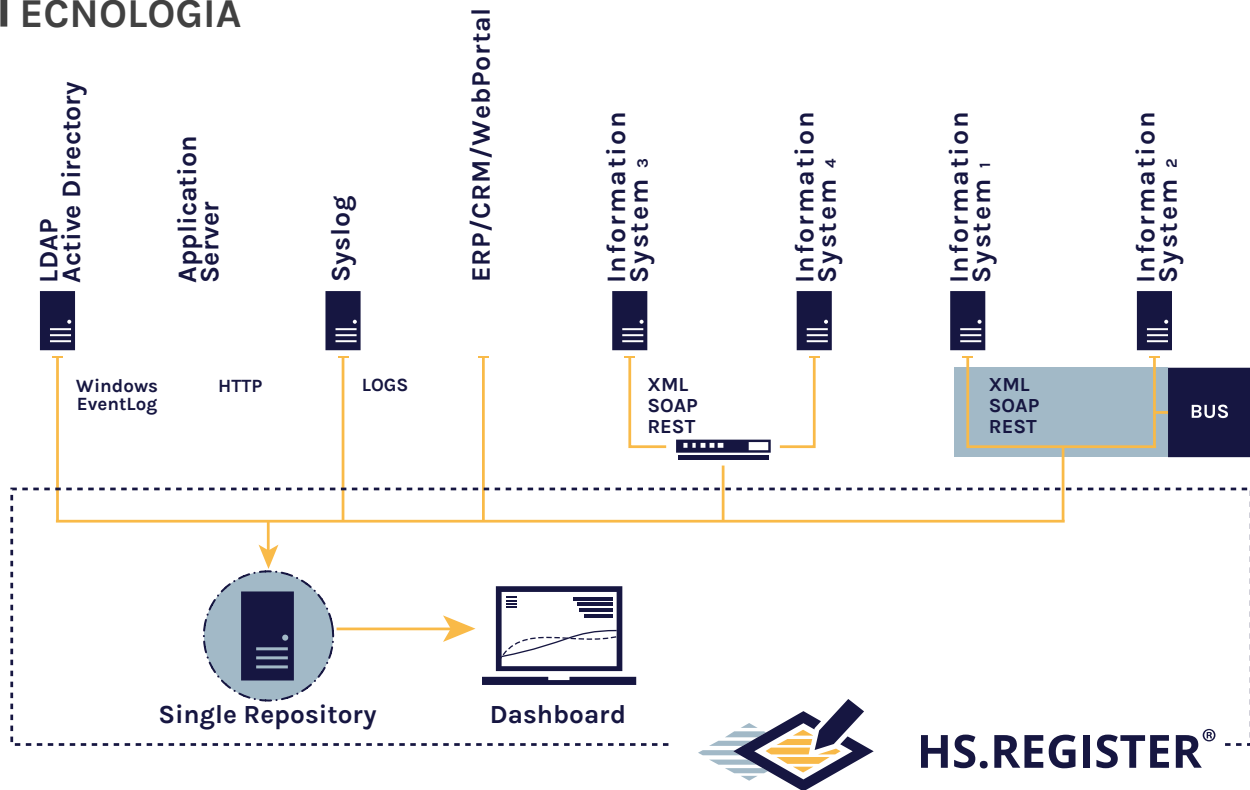 TECNOLOGIA
LDAP
Active Directory
Application
Server
Syslog
ERP/CRM/WebPortal
Information
System 3
Information
System 4
Information
System 1
Information
System 2
Windows
EventLog
HTTP
LOGS
XML
SOAP
REST
XML
SOAP
REST
BUS
Single Repository
Dashboard
HS.REGISTER®